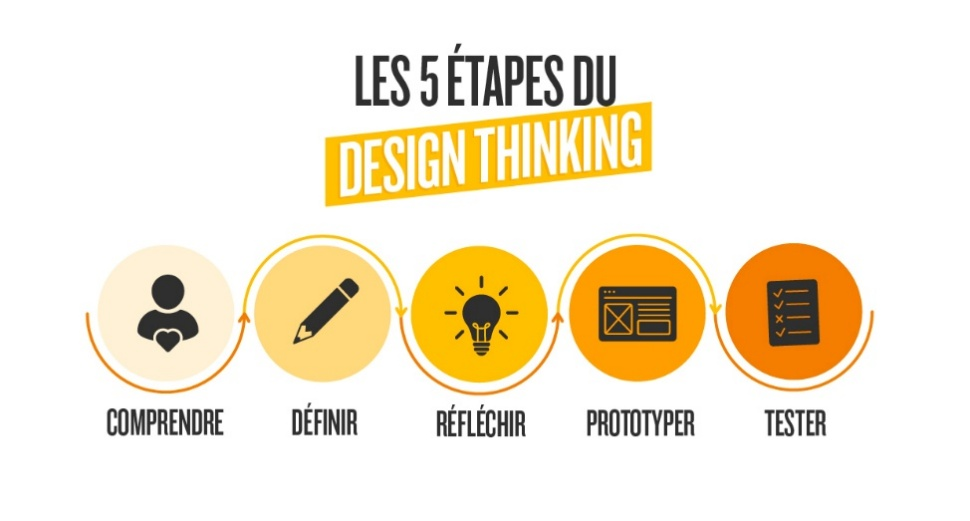 LES 5 ÉTAPES DU
DESIGN THINKING
COMPRENDRE
DÉFINIR
RÉFLÉCHIR
PROTOTYPER
TESTER